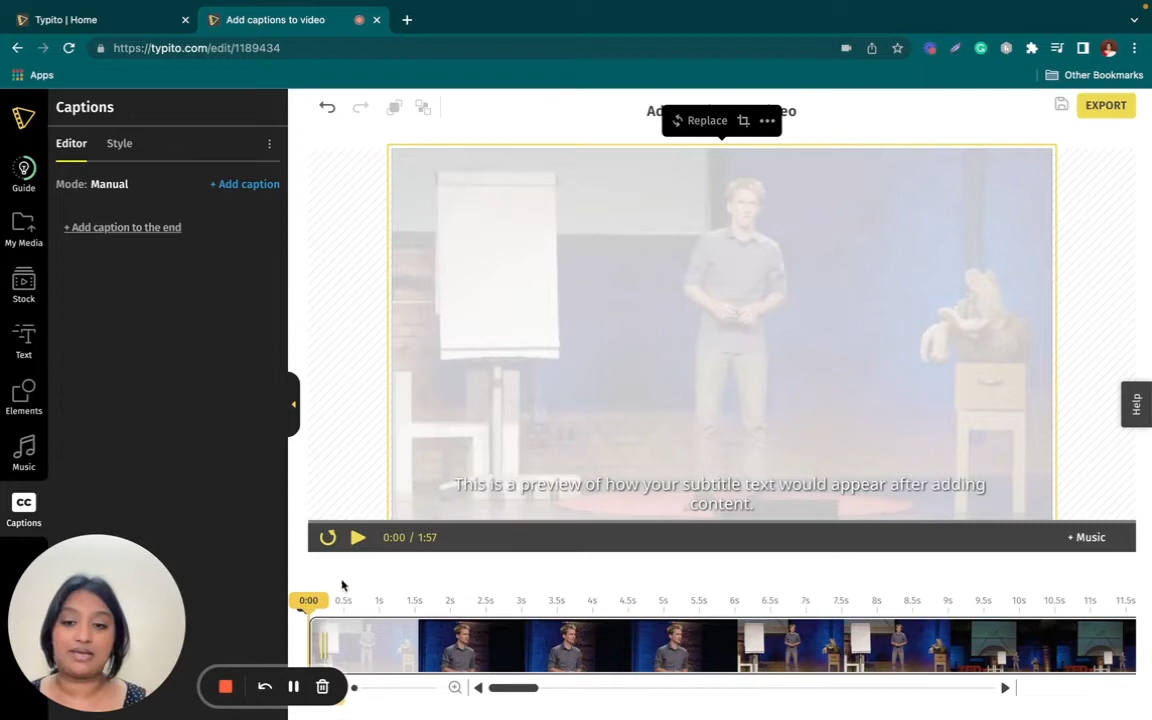 Typito | Home
Add captions to video
https://typito.com/edit/1189434
Apps
Other Bookmarks
Captions
Editor
Style
Mode: Manual
+ Add caption
+ Add caption to the end
Guide
My Media
Stock
Text
Elements
Music
CC
Captions
Replace
EXPORT
Help
This is a preview of how your subtitle text would appear after adding
content.
0:00 / 1:57
+ Music
0:00 0.5s 1s 1.5s 2s 2.5s 3s 3.5s 4s 4.5s 5s 5.5s 6s 6.5s 7s 7.5s 8s 8.5s 9s 9.5s 10s 10.5s 11s 11.5s